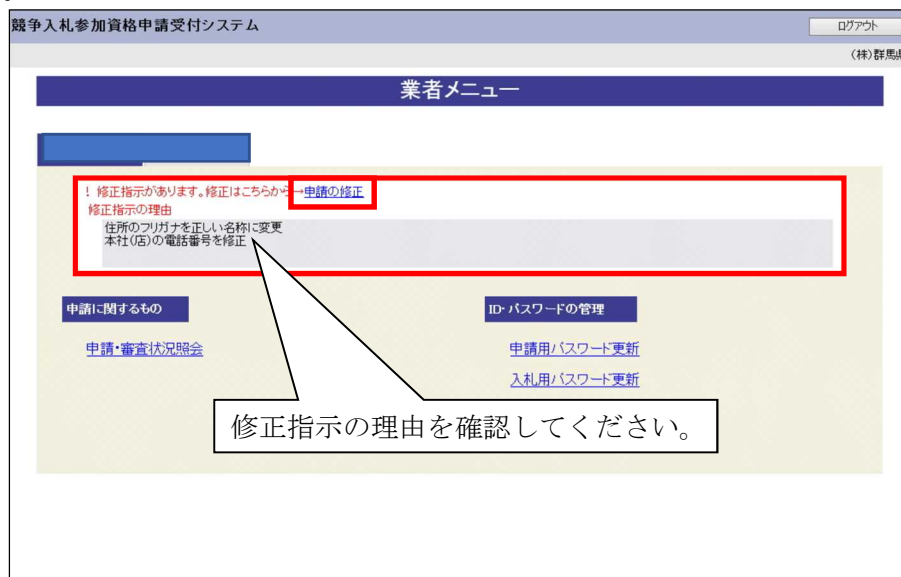 競争入札参加資格申請受付システム
ログアウト
(株)群馬県
業者メニュー
! 修正指示があります。修正はこちらから→申請の修正
修正指示の理由
住所のフリガナを正しい名称に変更
本社(店)の電話番号を修正
申請に関するもの
ID・パスワードの管理
申請・審査状況照会
申請用パスワード更新
入札用パスワード更新
修正指示の理由を確認してください。